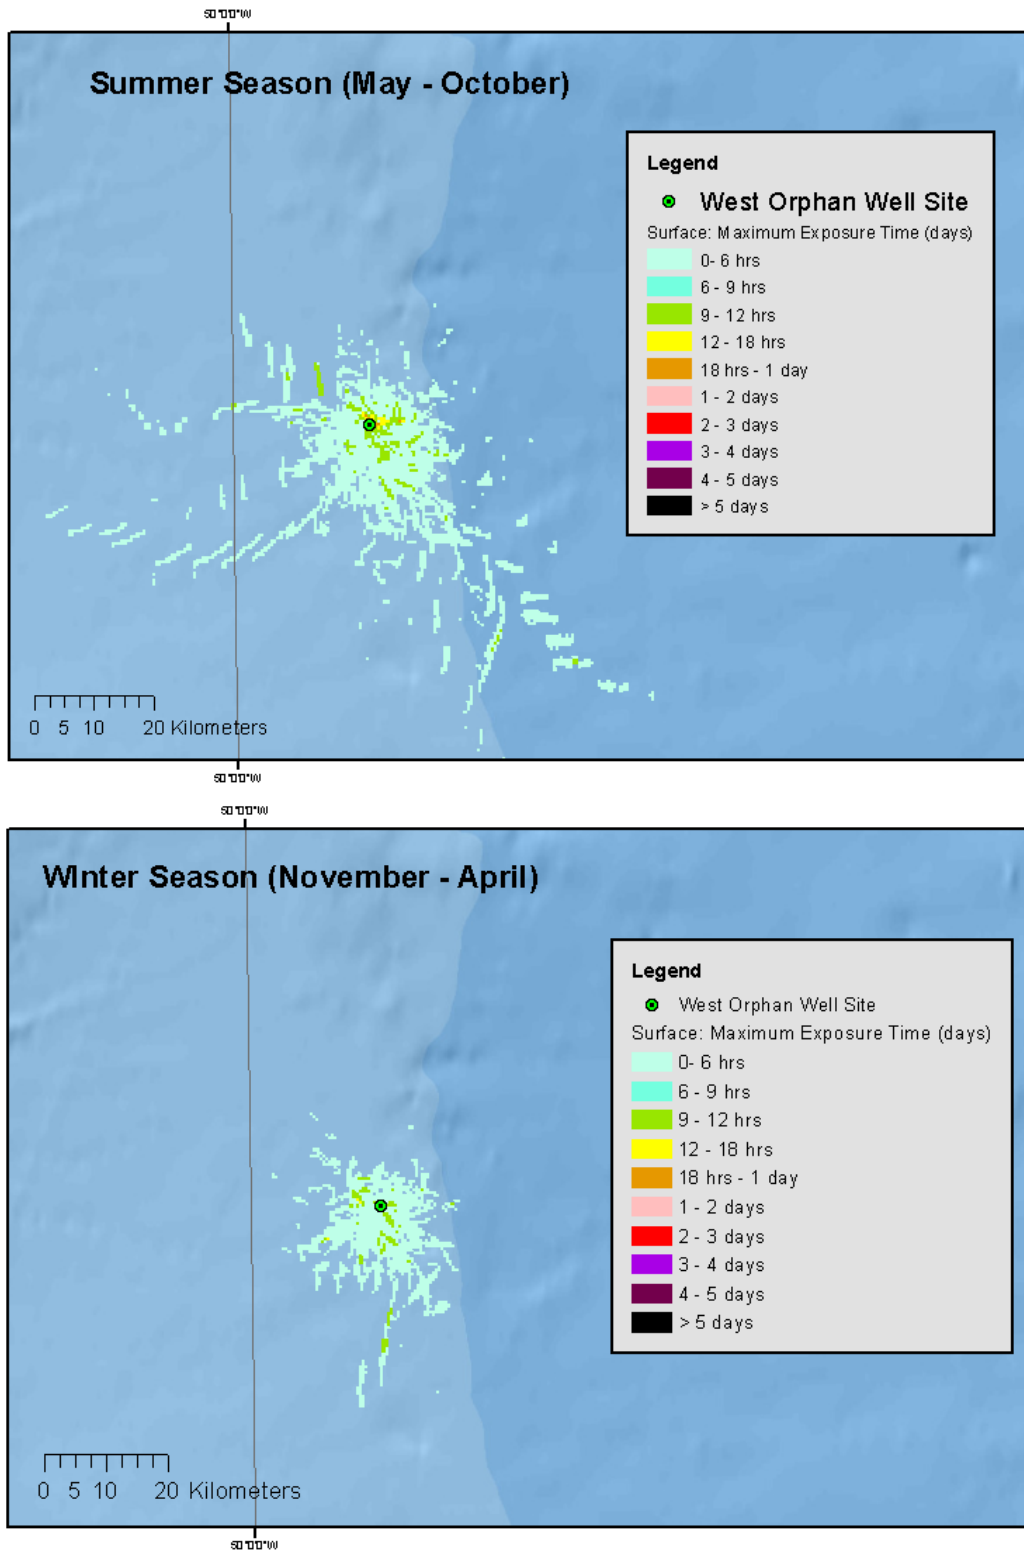 50°0'0"W
Summer Season (May - October)
Legend
West Orphan Well Site
Surface: Maximum Exposure Time (days)
0- 6 hrs
6 - 9 hrs
9 - 12 hrs
12 - 18 hrs
18 hrs - 1 day
1 - 2 days
2 - 3 days
3 - 4 days
4 - 5 days
> 5 days
0 5 10 20 Kilometers
50°0'0"W
50°0'0"W
WInter Season (November - April)
Legend
West Orphan Well Site
Surface: Maximum Exposure Time (days)
0- 6 hrs
6 - 9 hrs
9 - 12 hrs
12 - 18 hrs
18 hrs - 1 day
1 - 2 days
2 - 3 days
3 - 4 days
4 - 5 days
> 5 days
0 5 10 20 Kilometers
50°0'0"W